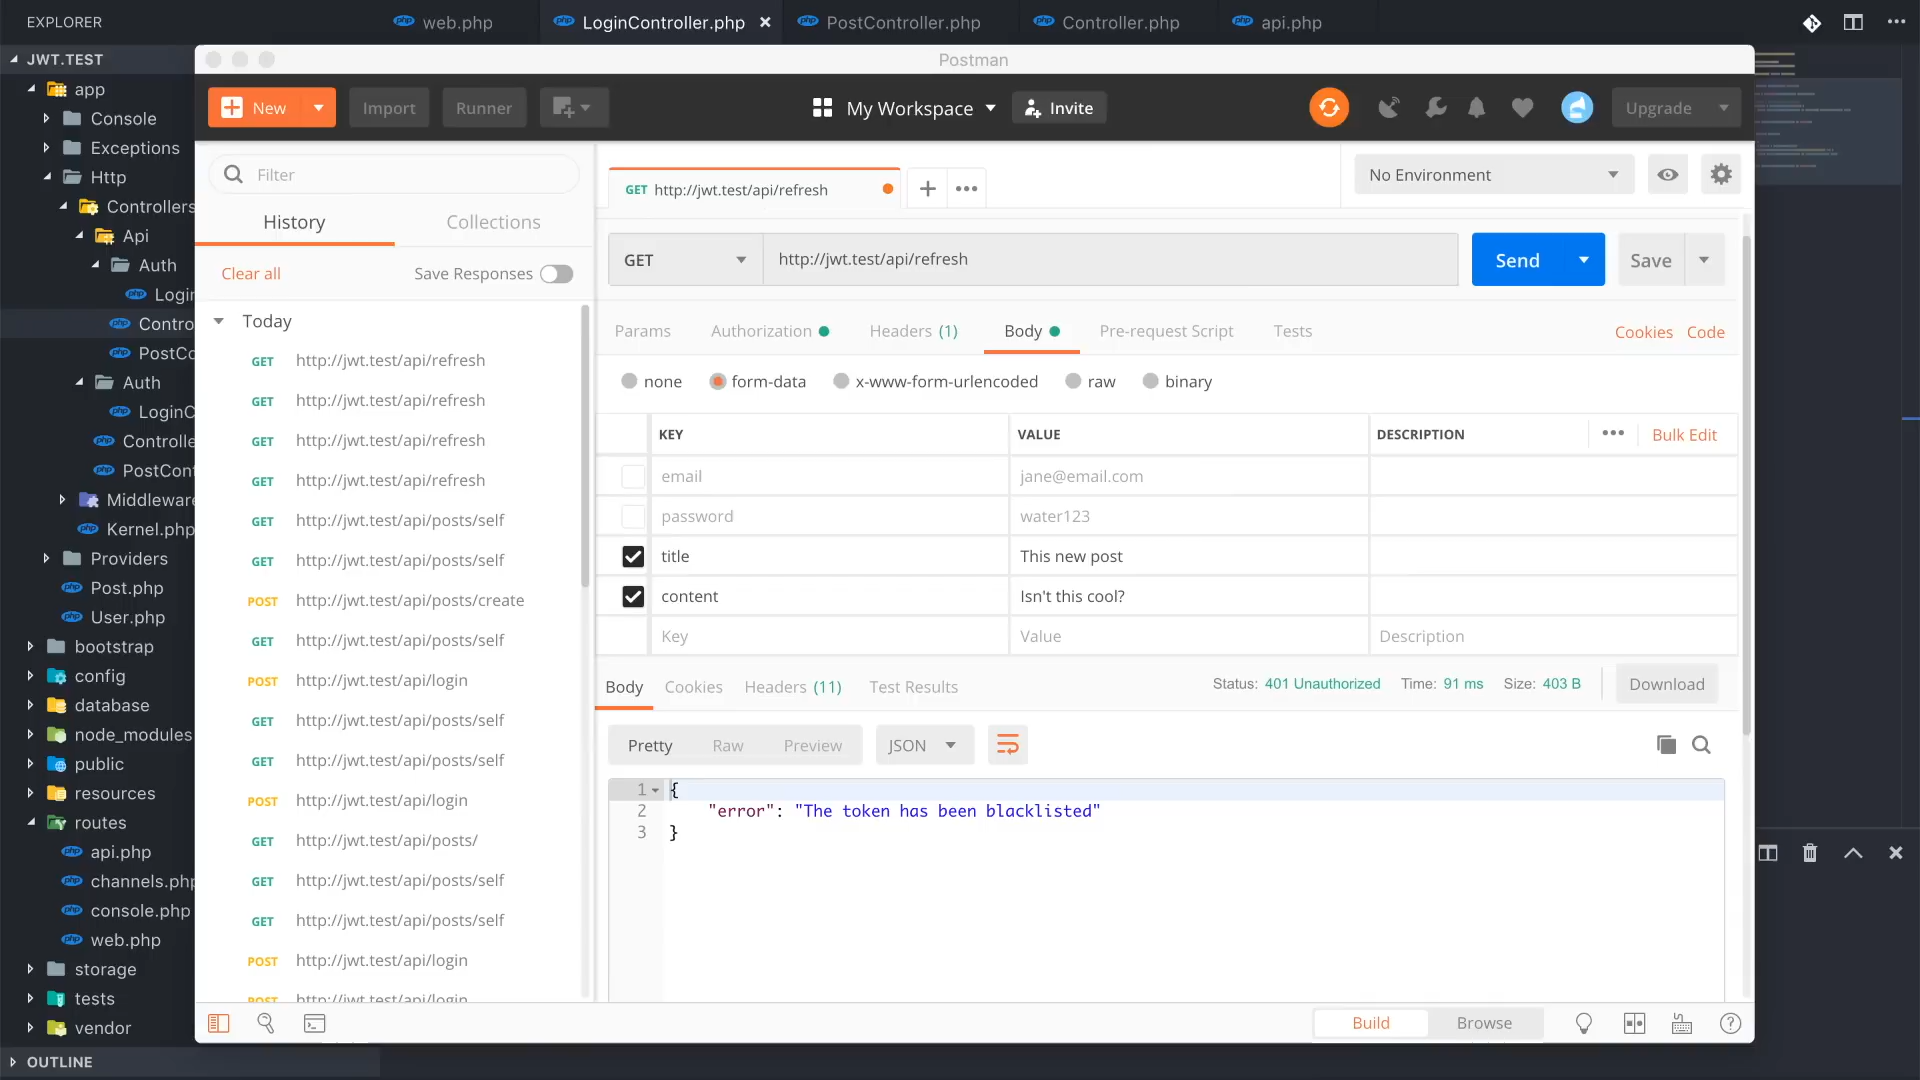 EXPLORER
web.php
LoginController.php
PostController.php
Controller.php
api.php
JWT.TEST
app
Console
Exceptions
Http
Controllers
Api
Auth
Logi
Contro
PostCo
Auth
LoginC
Controlle
PostCont
Middleware
Kernel.php
Providers
Post.php
User.php
bootstrap
config
database
node_modules
public
resources
routes
api.php
channels.php
console.php
web.php
storage
tests
vendor
OUTLINE
Postman
New
Import
Runner
My Workspace
Invite
Upgrade
Filter
History
Collections
Clear all
Save Responses
Today
GET http://jwt.test/api/refresh
GET http://jwt.test/api/refresh
GET http://jwt.test/api/refresh
GET http://jwt.test/api/refresh
GET http://jwt.test/api/posts/self
GET http://jwt.test/api/posts/self
POST http://jwt.test/api/posts/create
GET http://jwt.test/api/posts/self
POST http://jwt.test/api/login
GET http://jwt.test/api/posts/self
GET http://jwt.test/api/posts/self
POST http://jwt.test/api/login
GET http://jwt.test/api/posts/
GET http://jwt.test/api/posts/self
GET http://jwt.test/api/posts/self
POST http://jwt.test/api/login
POST http://jwt.test/api/login
GET http://jwt.test/api/refresh
No Environment
GET
http://jwt.test/api/refresh
Send
Save
Params
Authorization
Headers (1)
Body
Pre-request Script
Tests
Cookies
Code
none
form-data
x-www-form-urlencoded
raw
binary
KEY VALUE DESCRIPTION
Bulk Edit
email jane@email.com
password water123
title This new post
content Isn't this cool?
Key Value Description
Body
Cookies
Headers (11)
Test Results
Status: 401 Unauthorized
Time: 91 ms
Size: 403 B
Download
Pretty
Raw
Preview
JSON
1 {
2 "error": "The token has been blacklisted"
3 }
Build
Browse